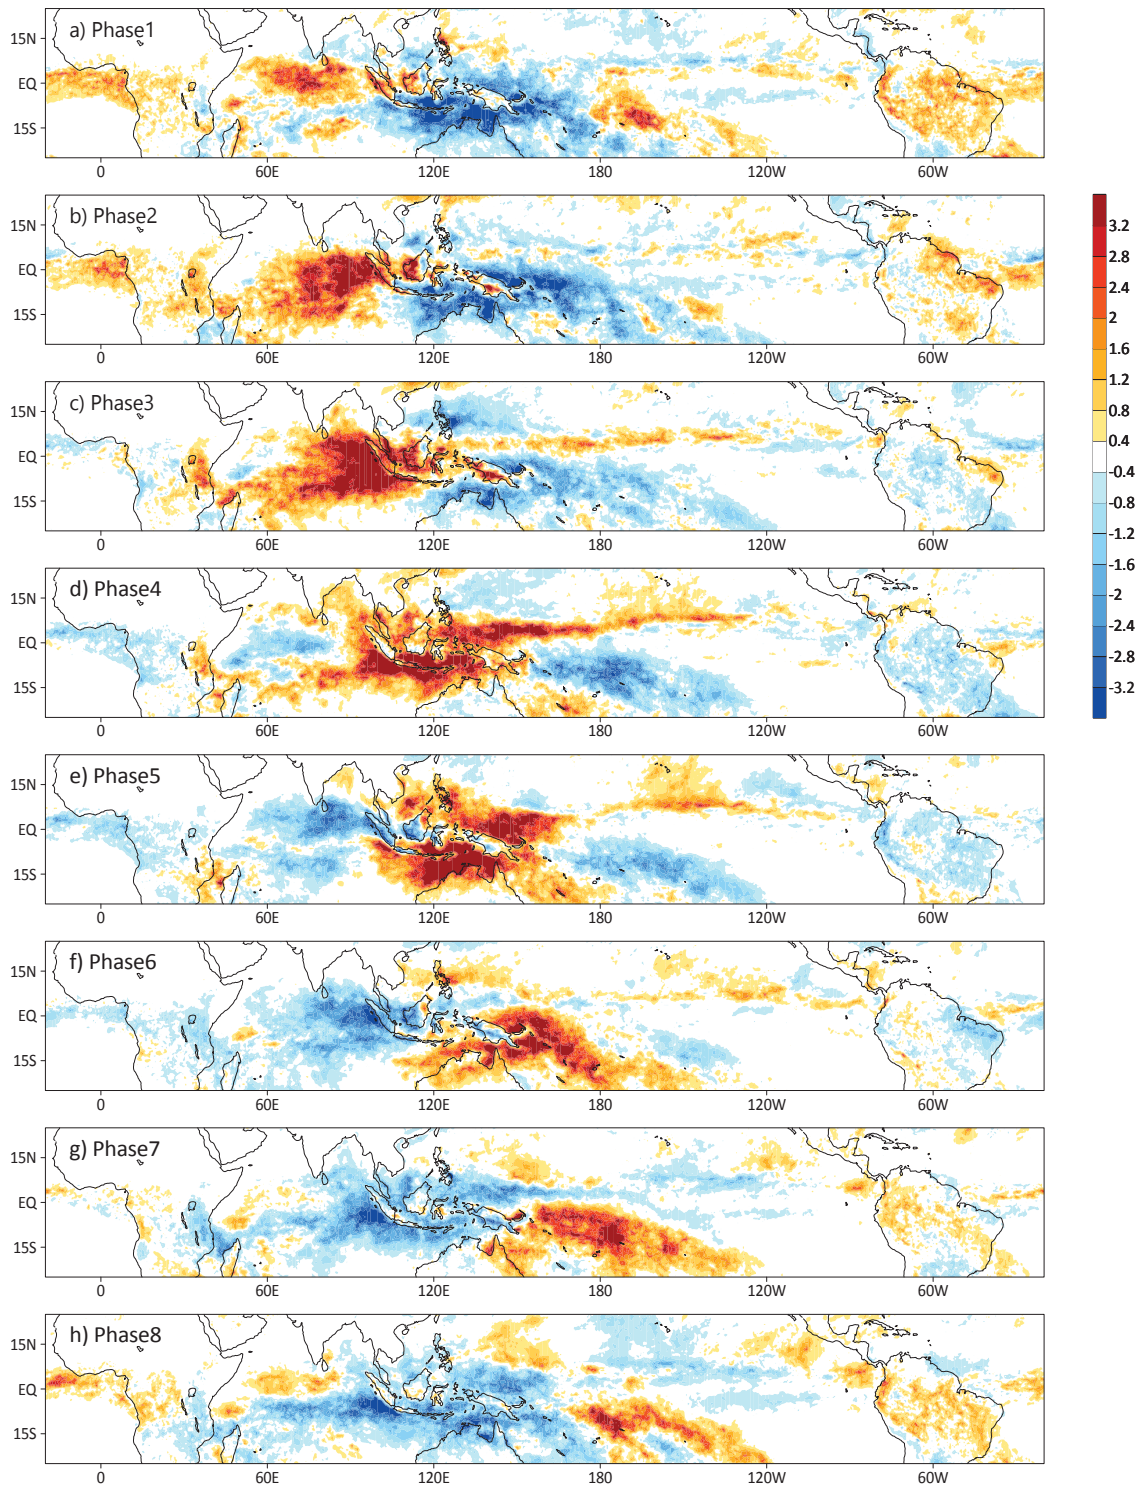 a) Phase1
15N
EQ
15S
0 60E 120E 180 120W 60W
b) Phase2
15N
EQ
15S
0 60E 120E 180 120W 60W
3.2
2.8
2.4
2
1.6
1.2
0.8
0.4
-0.4
-0.8
-1.2
-1.6
-2
-2.4
-2.8
-3.2
c) Phase3
15N
EQ
15S
0 60E 120E 180 120W 60W
d) Phase4
15N
EQ
15S
0 60E 120E 180 120W 60W
e) Phase5
15N
EQ
15S
0 60E 120E 180 120W 60W
f) Phase6
15N
EQ
15S
0 60E 120E 180 120W 60W
g) Phase7
15N
EQ
15S
0 60E 120E 180 120W 60W
h) Phase8
15N
EQ
15S
0 60E 120E 180 120W 60W